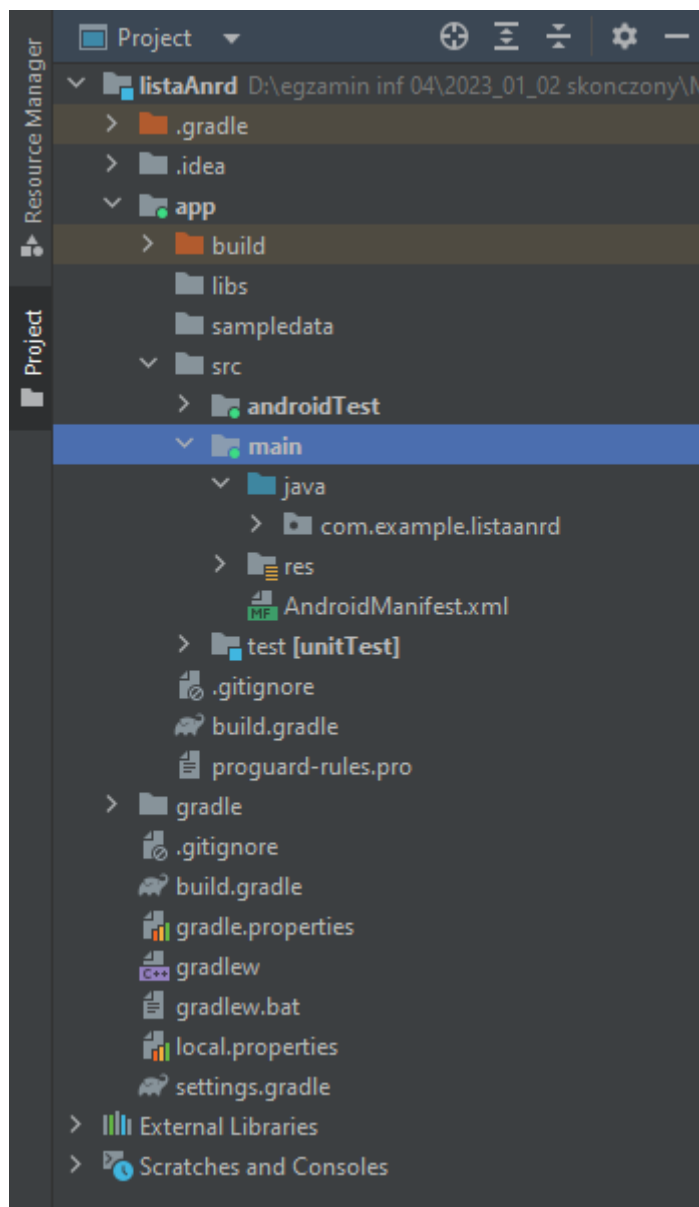 Resource Manager
Project
Project
listaAnrd D:\egzamin inf 04\2023_01_02 skonczony\
.gradle
.idea
app
build
libs
sampledata
src
androidTest
main
java
com.example.listaanrd
res
MF AndroidManifest.xml
test [unitTest]
.gitignore
build.gradle
proguard-rules.pro
gradle
.gitignore
build.gradle
gradle.properties
C++ gradlew
gradlew.bat
local.properties
settings.gradle
External Libraries
Scratches and Consoles